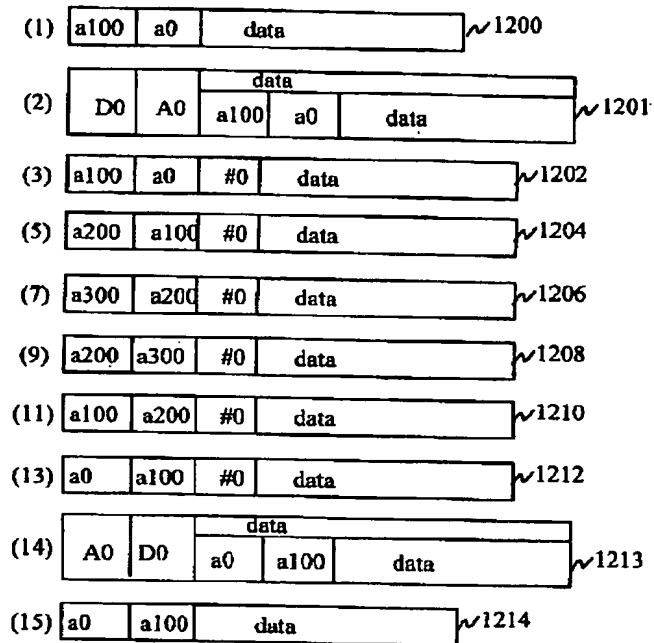 (1) a100 a0 data 1200
data
(2) D0 A0 a100 a0 data 1201
(3) a100 a0 #0 data 1202
(5) a200 a100 #0 data 1204
(7) a300 a200 #0 data 1206
(9) a200 a300 #0 data 1208
(11) a100 a200 #0 data 1210
(13) a0 a100 #0 data 1212
data
(14) A0 D0 a0 a100 data 1213
(15) a0 a100 data 1214